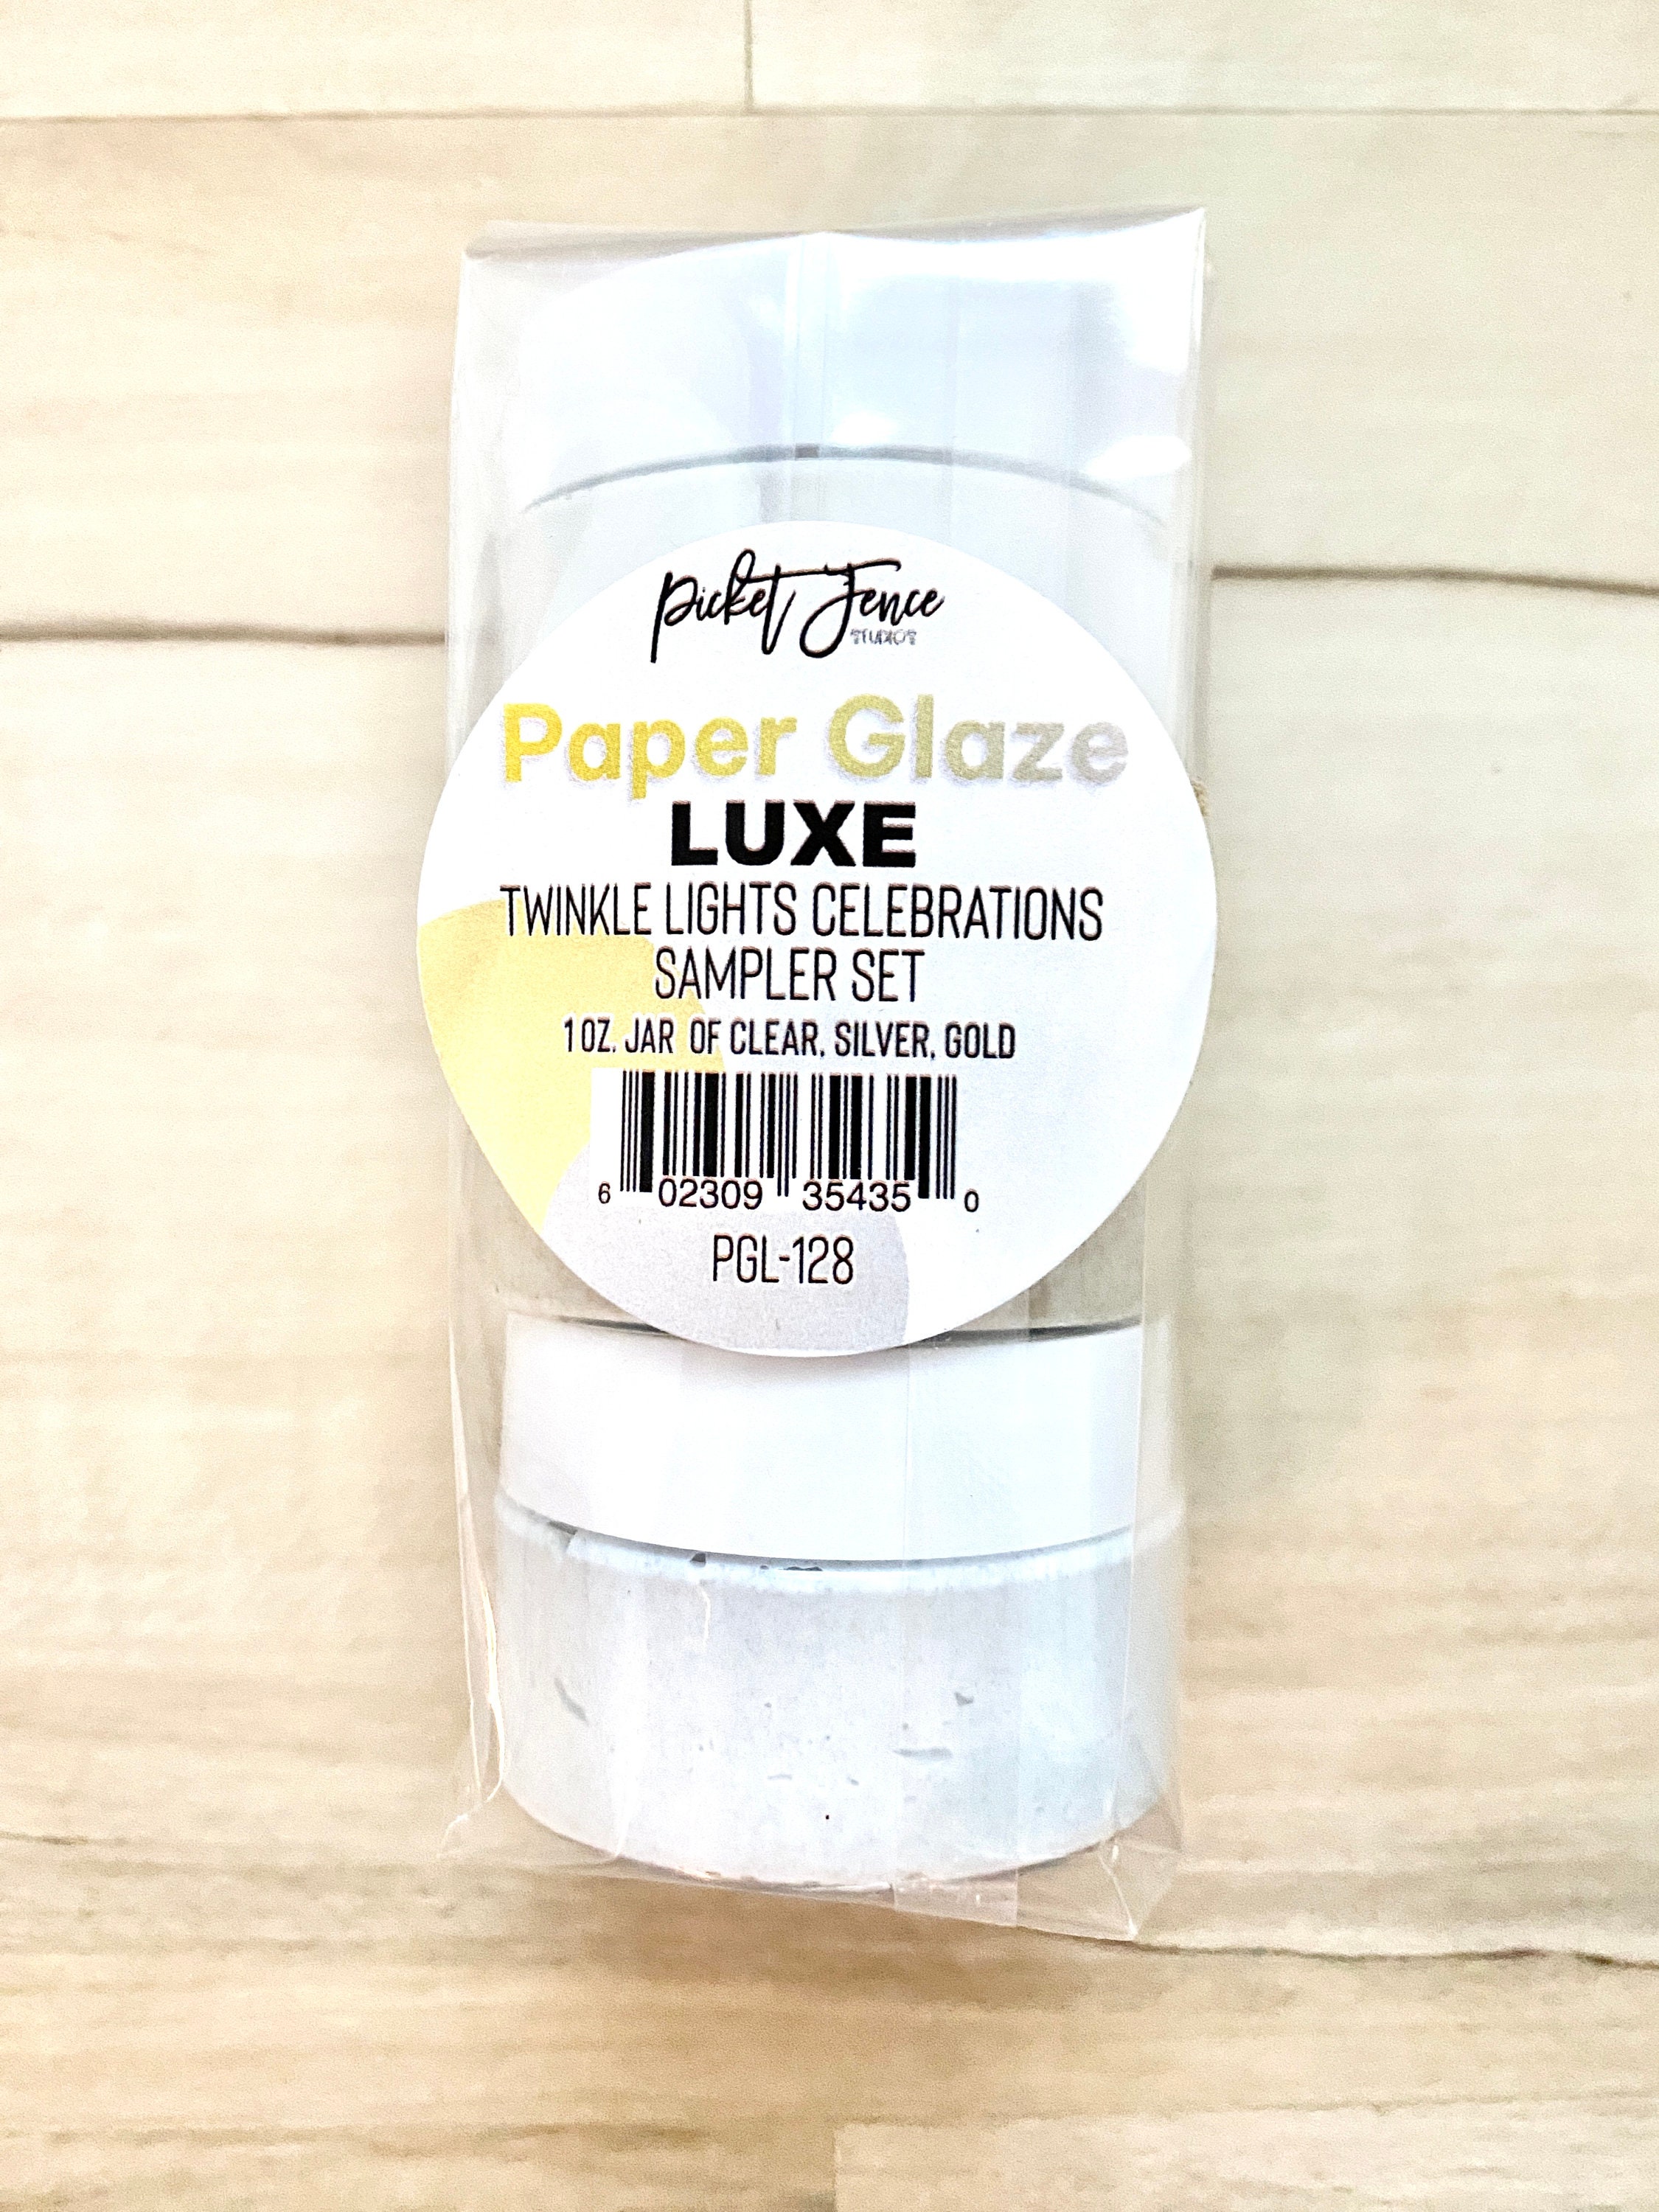 Picket Fence
STUDIOS
Paper Glaze
LUXE
TWINKLE LIGHTS CELEBRATIONS
SAMPLER SET
1 OZ. JAR OF CLEAR, SILVER, GOLD
6 02309 35435 0
PGL-128